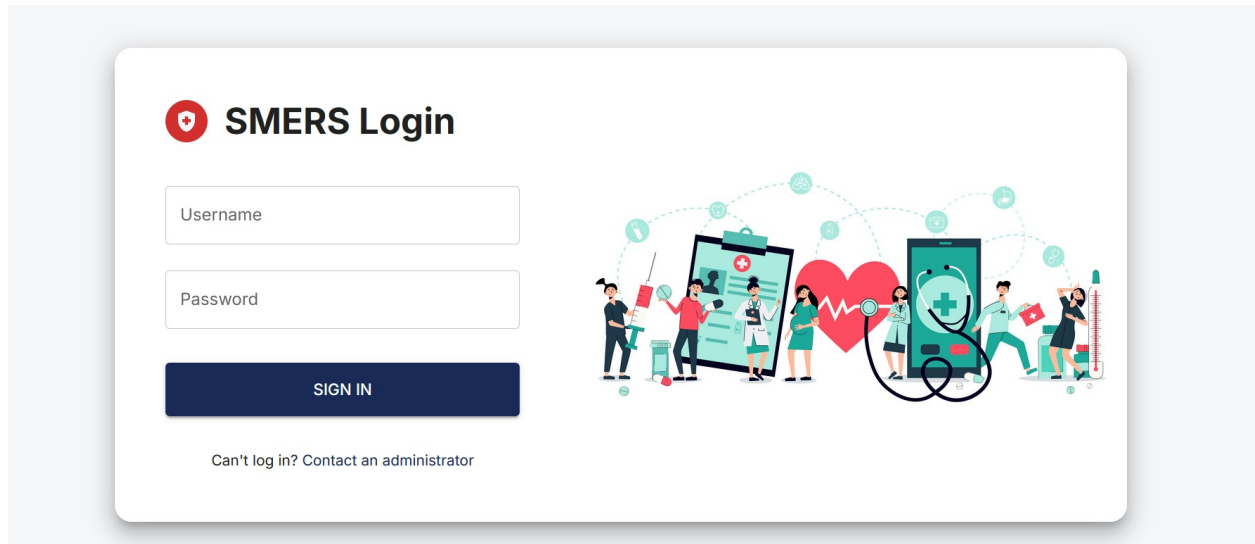 SMERS Login
Username
Password
SIGN IN
Can't log in? Contact an administrator